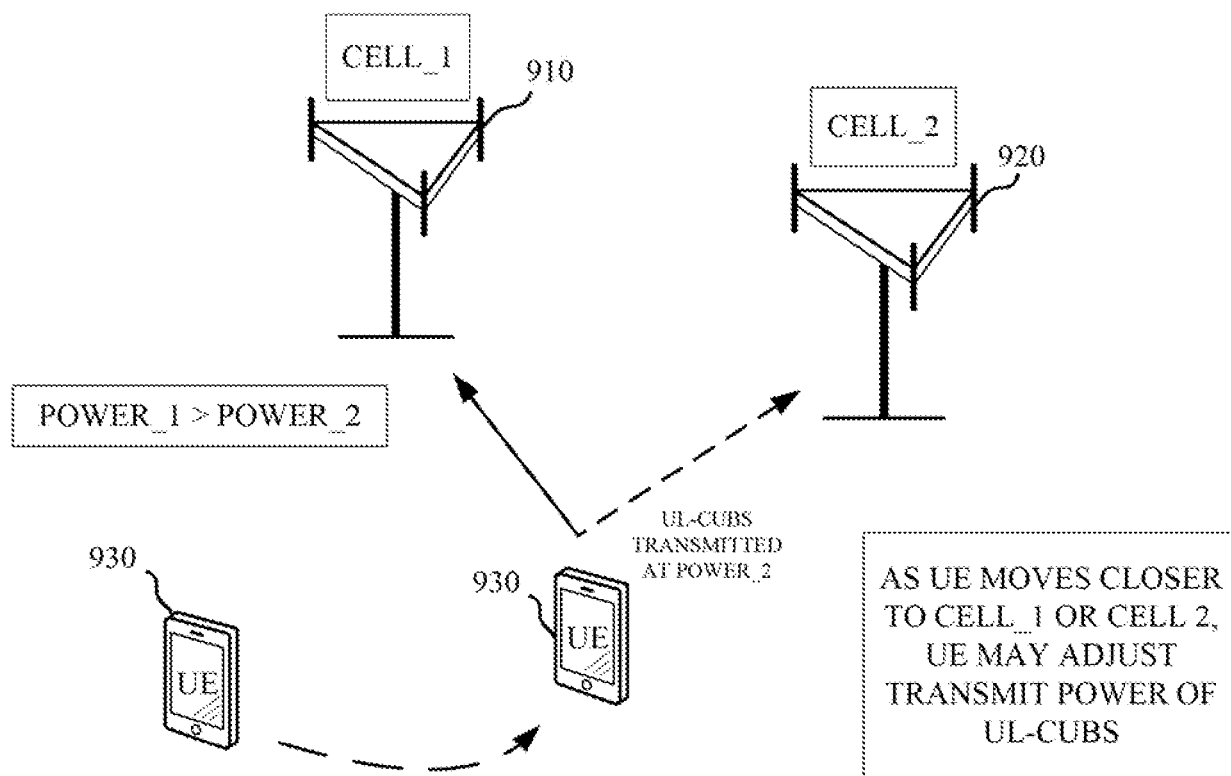 CELL_1
910
CELL_2
920
POWER_1 > POWER_2
UL-CUBS
TRANSMITTED
AT POWER_2
930
930
UE
UE
AS UE MOVES CLOSER
TO CELL_1 OR CELL 2,
UE MAY ADJUST
TRANSMIT POWER OF
UL-CUBS